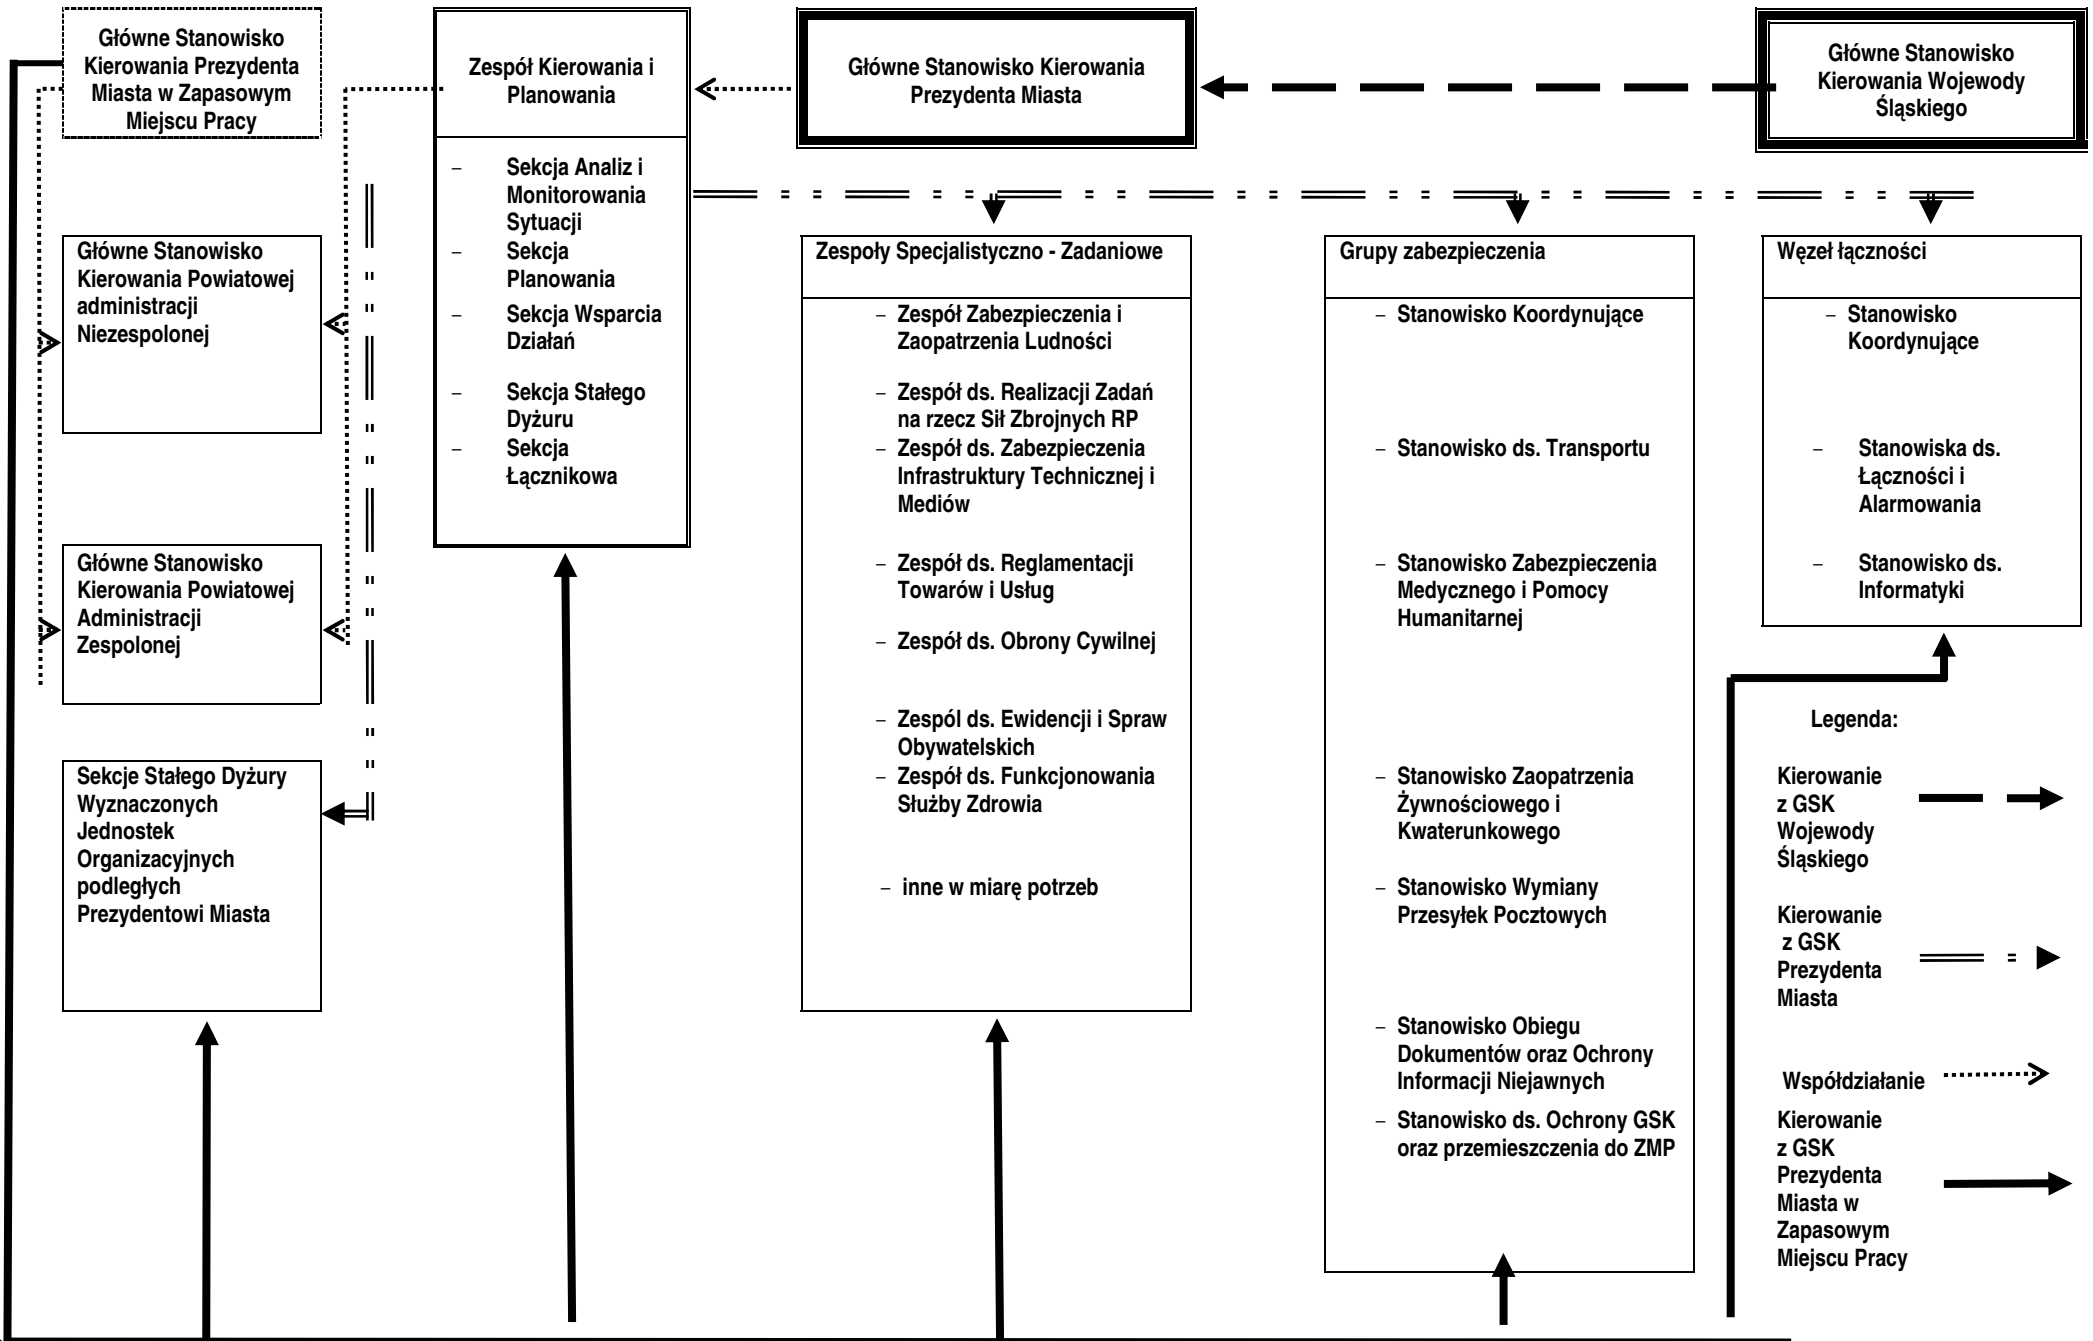 Główne Stanowisko
Kierowania Prezydenta
Miasta w Zapasowym
Miejscu Pracy
Zespół Kierowania i
Planowania
Główne Stanowisko Kierowania
Prezydenta Miasta
Główne Stanowisko
Kierowania Wojewody
Śląskiego
– Sekcja Analiz i
Monitorowania
Sytuacji
– Sekcja
Planowania
– Sekcja Wsparcia
Działań
– Sekcja Stałego
Dyżuru
– Sekcja
Łącznikowa
Główne Stanowisko
Kierowania Powiatowej
administracji
Niezespolonej
Główne Stanowisko
Kierowania Powiatowej
Administracji
Zespolonej
Sekcje Stałego Dyżury
Wyznaczonych
Jednostek
Organizacyjnych
podległych
Prezydentowi Miasta
Zespoły Specjalistyczno - Zadaniowe
– Zespół Zabezpieczenia i
Zaopatrzenia Ludności
– Zespół ds. Realizacji Zadań
na rzecz Sił Zbrojnych RP
– Zespół ds. Zabezpieczenia
Infrastruktury Technicznej i
Mediów
– Zespół ds. Reglamentacji
Towarów i Usług
– Zespół ds. Obrony Cywilnej
– Zespól ds. Ewidencji i Spraw
Obywatelskich
– Zespół ds. Funkcjonowania
Służby Zdrowia
– inne w miarę potrzeb
Grupy zabezpieczenia
– Stanowisko Koordynujące
– Stanowisko ds. Transportu
– Stanowisko Zabezpieczenia
Medycznego i Pomocy
Humanitarnej
– Stanowisko Zaopatrzenia
Żywnościowego i
Kwaterunkowego
– Stanowisko Wymiany
Przesyłek Pocztowych
– Stanowisko Obiegu
Dokumentów oraz Ochrony
Informacji Niejawnych
– Stanowisko ds. Ochrony GSK
oraz przemieszczenia do ZMP
Węzeł łączności
– Stanowisko
Koordynujące
– Stanowiska ds.
Łączności i
Alarmowania
– Stanowisko ds.
Informatyki
Legenda:
Kierowanie
z GSK
Wojewody
Śląskiego
Kierowanie
z GSK
Prezydenta
Miasta
Współdziałanie
Kierowanie
z GSK
Prezydenta
Miasta w
Zapasowym
Miejscu Pracy